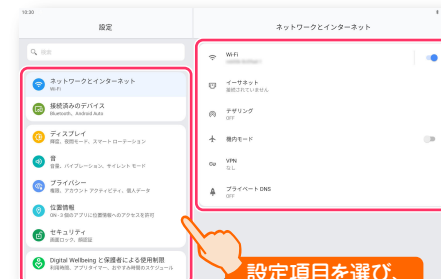 10:30
設定
検索
ネットワークとインターネット
Wi-Fi
接続済みのデバイス
Bluetooth、Android Auto
ディスプレイ
輝度、夜間モード、スマート ローテーション
音
音量、バイブレーション、サイレント モード
プライバシー
権限、アカウント アクティビティ、個人データ
位置情報
ON - 3 個のアプリに位置情報へのアクセスを許可
セキュリティ
画面ロック、顔認証
Digital Wellbeing と保護者による使用制限
利用時間、アプリタイマー、おやすみ時間のスケジュール
ネットワークとインターネット
Wi-Fi
イーサネット
接続されていません
テザリング
OFF
機内モード
VPN
なし
プライベート DNS
OFF
設定項目を選び、